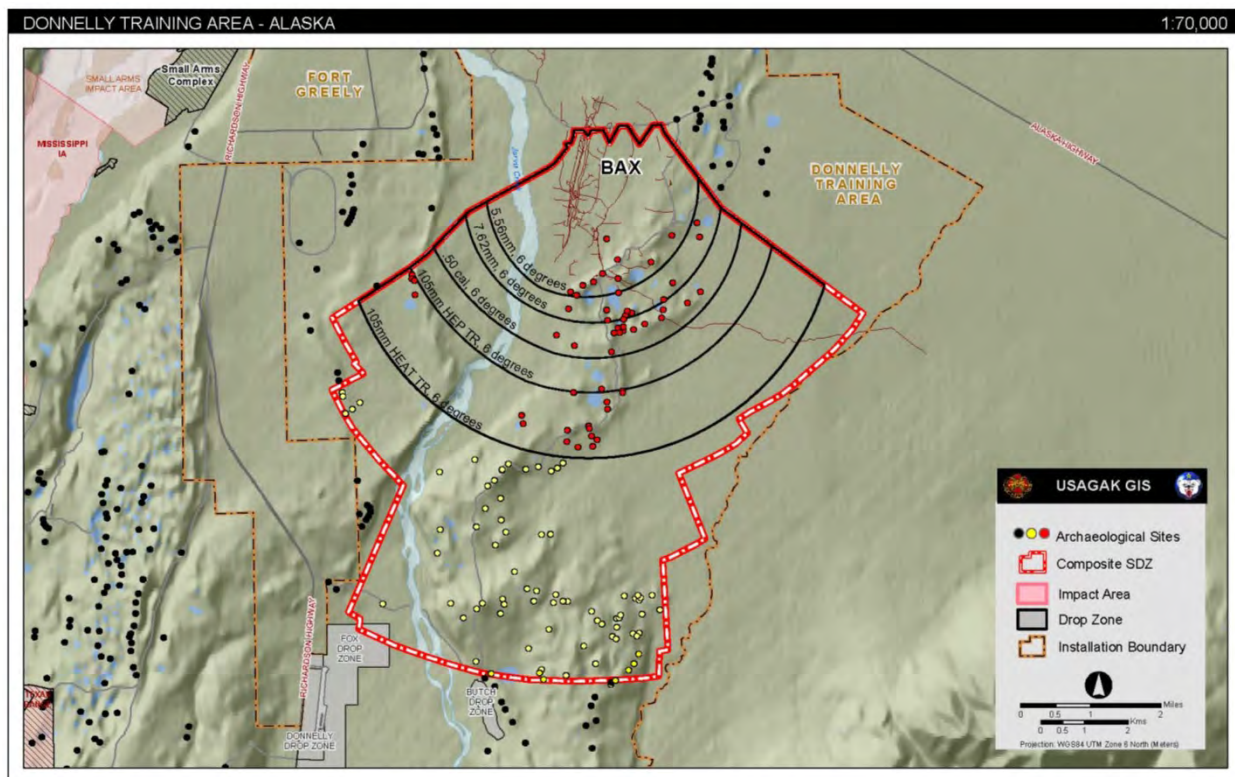 DONNELLY TRAINING AREA - ALASKA
1:70,000
Small Arms
Complex
SMALL ARMS
IMPACT AREA
FORT
GREELY
RICHARDSON HIGHWAY
MISSISSIPPI
IA
BAX
DONNELLY
TRAINING
AREA
ALASKA HIGHWAY
5.56mm, 6 degrees
7.62mm, 6 degrees
.50 cal, 6 degrees
105mm HEP TR, 6 degrees
105mm HEAT TR, 6 degrees
RICHARDSON HIGHWAY
FOX
DROP
ZONE
BUTCH
DROP
ZONE
DONNELLY
DROP ZONE
USAGAK GIS
Archaeological Sites
Composite SDZ
Impact Area
Drop Zone
Installation Boundary
0 0.5 1 2 Miles
0 0.5 1 2 Kms
Projection: WGS84 UTM Zone 6 North (Meters)